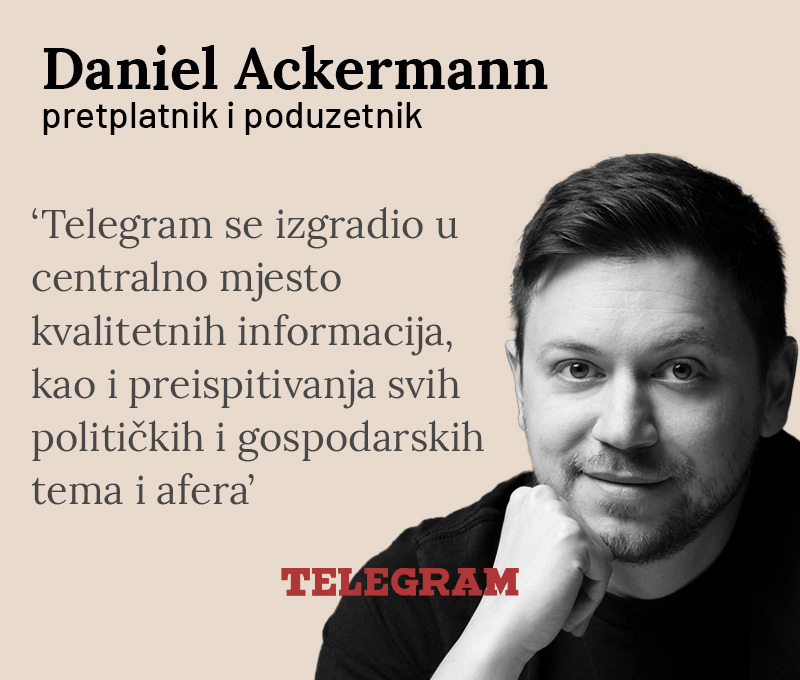 Daniel Ackermann
pretplatnik i poduzetnik
‘Telegram se izgradio u
centralno mjesto
kvalitetnih informacija,
kao i preispitivanja svih
političkih i gospodarskih
tema i afera’
TELEGRAM